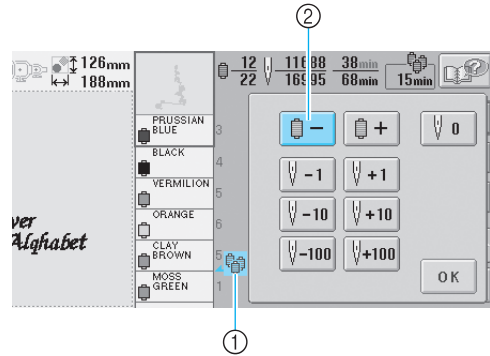 ②
126mm
188mm
12
22
11688
16995
38min
68min
15min
PRUSSIAN
BLUE
3
BLACK
4
VERMILION
5
ORANGE
6
CLAY
BROWN
5
MOSS
GREEN
1
ver
Alqhabet
−
+
0
-1
+1
-10
+10
-100
+100
OK
①